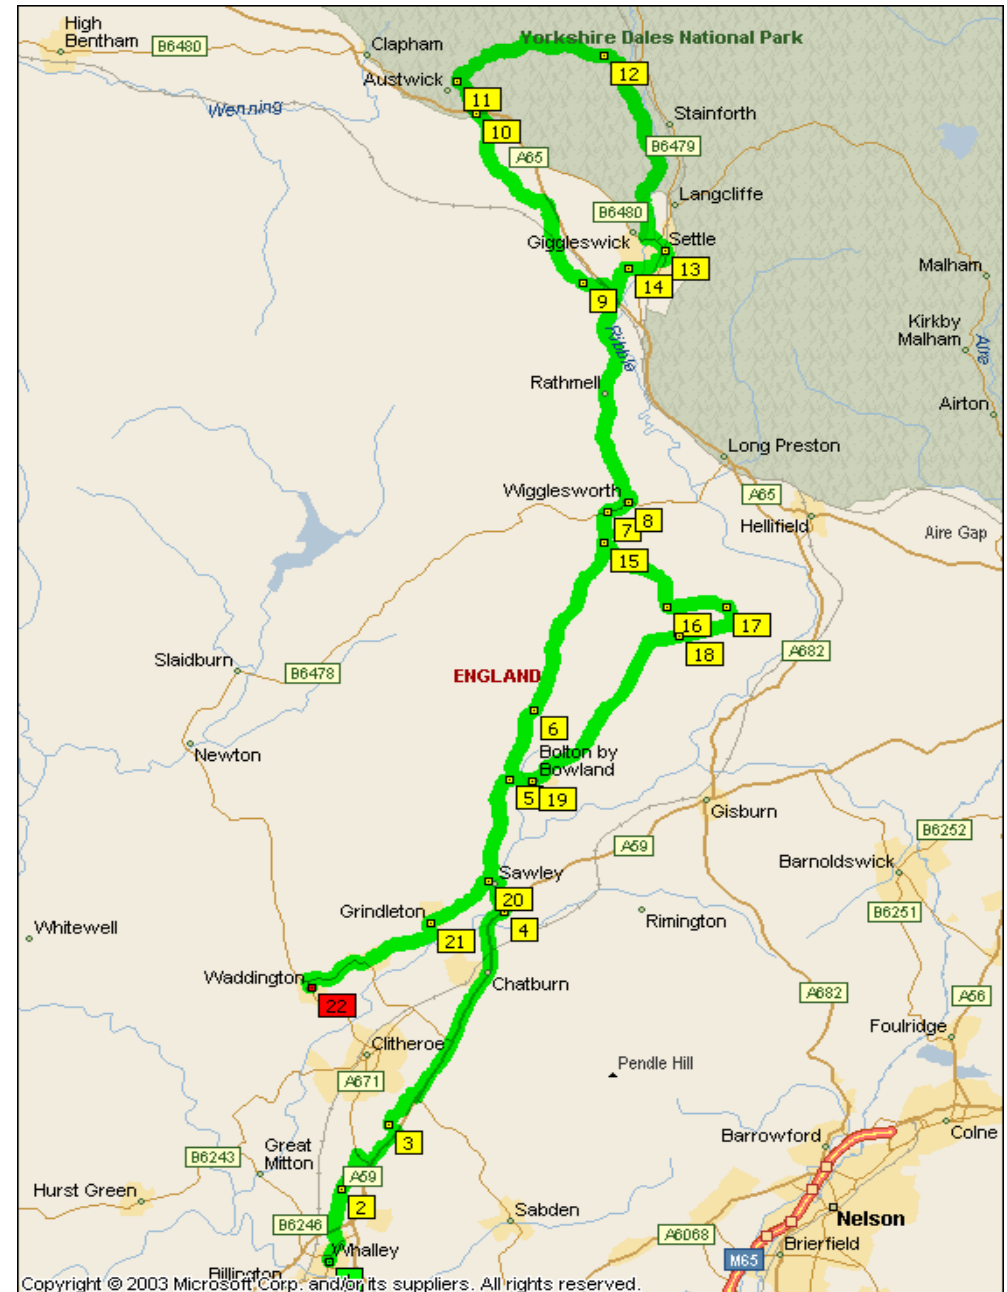 High
Bentham
B6480
Clapham
Yorkshire Dales National Park
12
Austwick
11
Wenning
Stainforth
10
A65
B6479
Langcliffe
B6480
Giggleswick
Settle
13
Malham
14
9
Kirkby
Malham
Ribble
Aire
Rathmell
Airton
Long Preston
Wigglesworth
A65
8
7
Hellifield
Aire Gap
15
16
17
18
A682
Slaidburn
B6478
ENGLAND
6
Newton
Bolton by
Bowland
5
19
Gisburn
B6252
A59
Barnoldswick
Sawley
20
Grindleton
4
Rimington
B6251
21
Whitewell
Waddington
Chatburn
22
A682
A56
Foulridge
Clitheroe
Pendle Hill
A671
3
Barrowford
Colne
Great
Mitton
B6243
A59
Hurst Green
2
Sabden
Nelson
B6246
A6068
Brierfield
Whalley
M65
Billington
Copyright © 2003 Microsoft Corp. and/or its suppliers. All rights reserved.